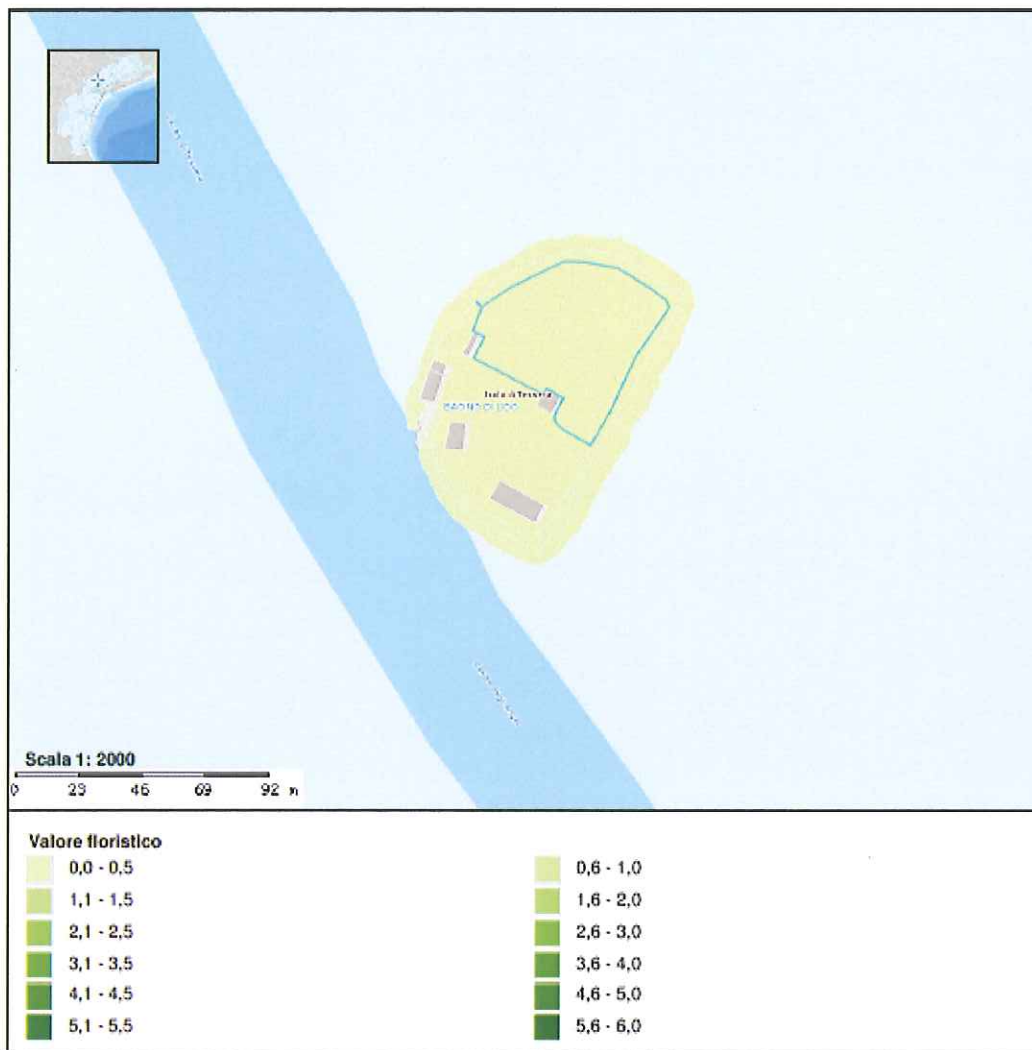 Scala 1: 2000
0 23 46 69 92 m
Valore floristico
0,0 - 0,5
0,6 - 1,0
1,1 - 1,5
1,6 - 2,0
2,1 - 2,5
2,6 - 3,0
3,1 - 3,5
3,6 - 4,0
4,1 - 4,5
4,6 - 5,0
5,1 - 5,5
5,6 - 6,0